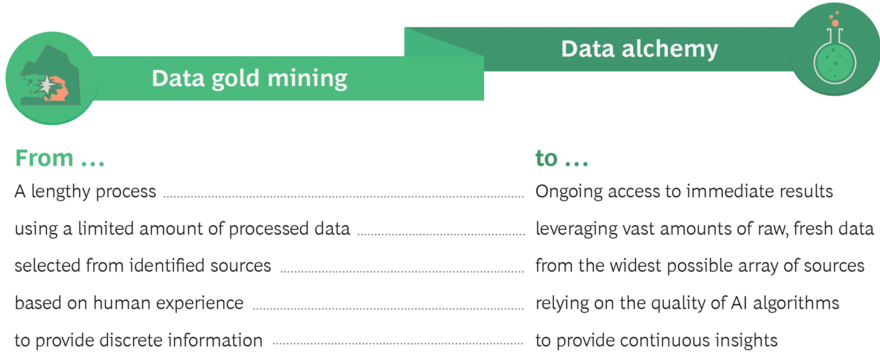 Data gold mining
Data alchemy
From ...
to ...
A lengthy process
Ongoing access to immediate results
using a limited amount of processed data
leveraging vast amounts of raw, fresh data
selected from identified sources
from the widest possible array of sources
based on human experience
relying on the quality of AI algorithms
to provide discrete information
to provide continuous insights